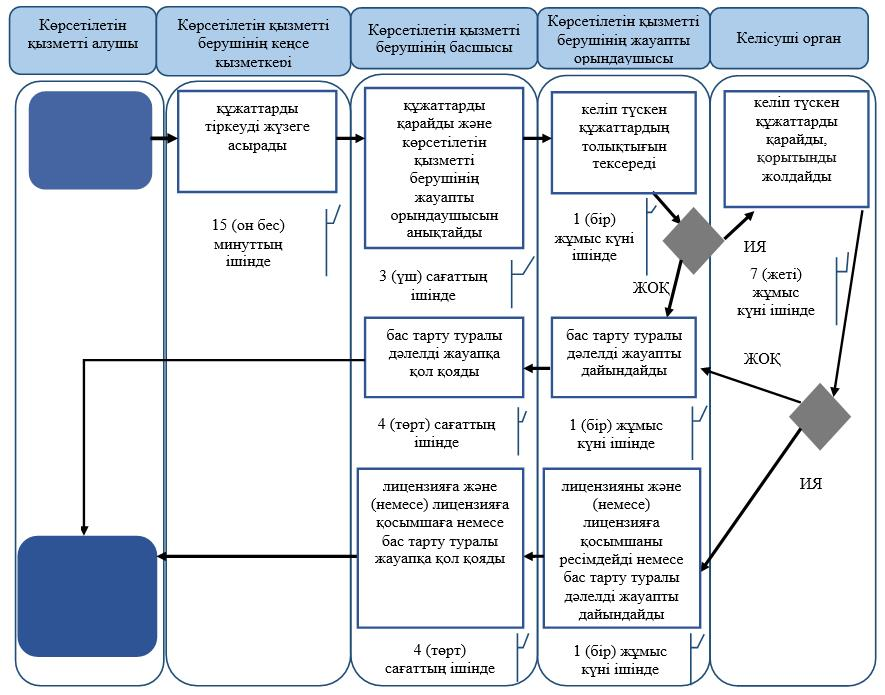 Көрсетілетін
қызметті алушы
Көрсетілетін қызметті
берушінің кеңсе
қызметкері
Көрсетілетін қызметті
берушінің басшысы
Көрсетілетін қызметті
берушінің жауапты
орындаушысы
Келісуші орган
құжаттарды
тіркеуді жүзеге
асырады
құжаттарды
қарайды және
көрсетілетін
қызметті
берушінің
жауапты
орындаушысын
анықтайды
келіп түскен
құжаттардың
толықтығын
тексереді
келіп түскен
құжаттарды
қарайды,
қорытынды
жолдайды
15 (он бес)
минуттың
ішінде
3 (үш) сағаттың
ішінде
1 (бір)
жұмыс күні
ішінде
ИЯ
7 (жеті)
жұмыс
күні ішінде
ЖОҚ
бас тарту туралы
дәлелді жауапқа
қол қояды
бас тарту туралы
дәлелді жауапты
дайындайды
ЖОҚ
4 (төрт) сағаттың
ішінде
1 (бір) жұмыс
күні ішінде
ИЯ
лицензияға және
(немесе) лицензияға
қосымшаға немесе
бас тарту туралы
жауапқа қол қояды
лицензияны және
(немесе)
лицензияға
қосымшаны
ресімдейді немесе
бас тарту туралы
дәлелді жауапты
дайындайды
4 (төрт)
сағаттың ішінде
1 (бір) жұмыс
күні ішінде